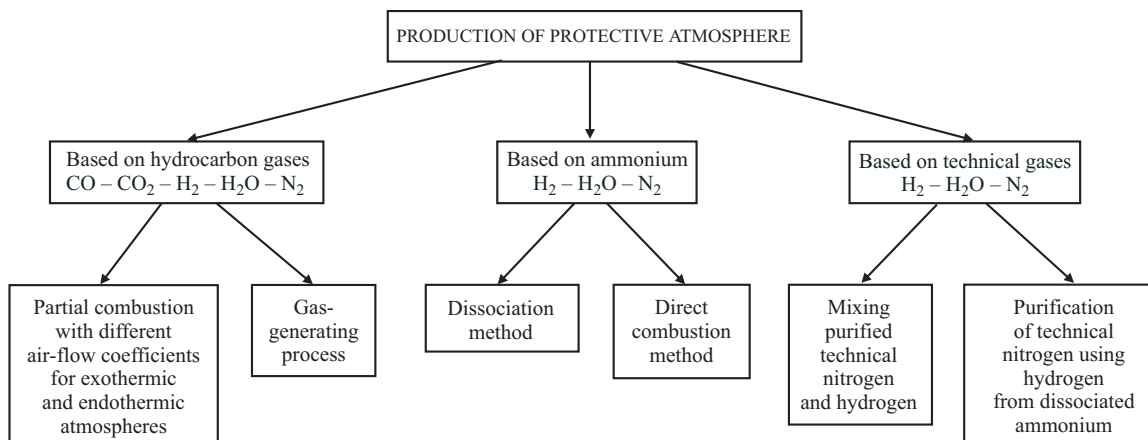 PRODUCTION OF PROTECTIVE ATMOSPHERE
Based on hydrocarbon gases
CO – CO₂ – H₂ – H₂O – N₂
Based on ammonium
H₂ – H₂O – N₂
Based on technical gases
H₂ – H₂O – N₂
Partial combustion
with different
air-flow coefficients
for exothermic
and endothermic
atmospheres
Gas-
generating
process
Dissociation
method
Direct
combustion
method
Mixing
purified
technical
nitrogen
and hydrogen
Purification
of technical
nitrogen using
hydrogen
from dissociated
ammonium